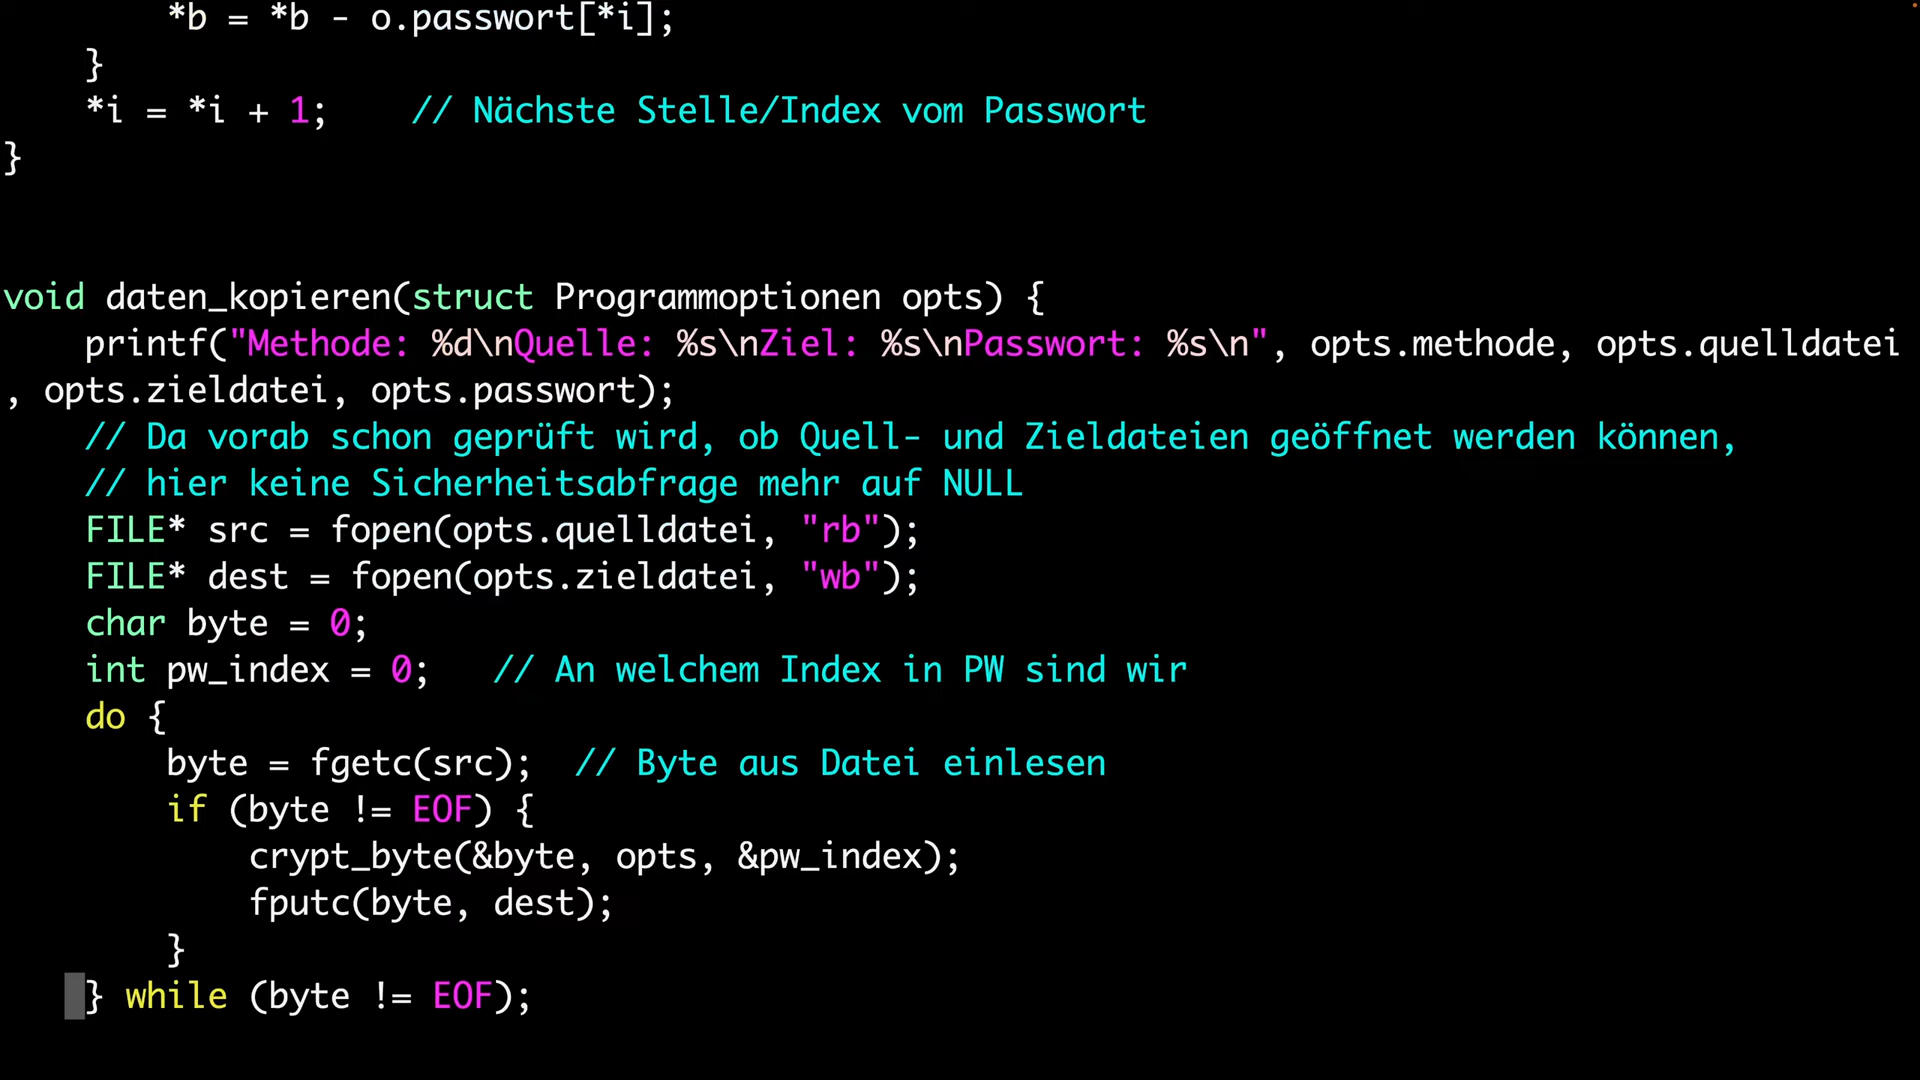 *b = *b - o.passwort[*i];
    }
    *i = *i + 1;    // Nächste Stelle/Index vom Passwort
}
void daten_kopieren(struct Programmoptionen opts) {
    printf("Methode: %d\nQuelle: %s\nZiel: %s\nPasswort: %s\n", opts.methode, opts.quelldatei
, opts.zieldatei, opts.passwort);
    // Da vorab schon geprüft wird, ob Quell- und Zieldateien geöffnet werden können,
    // hier keine Sicherheitsabfrage mehr auf NULL
    FILE* src = fopen(opts.quelldatei, "rb");
    FILE* dest = fopen(opts.zieldatei, "wb");
    char byte = 0;
    int pw_index = 0;   // An welchem Index in PW sind wir
    do {
        byte = fgetc(src);  // Byte aus Datei einlesen
        if (byte != EOF) {
            crypt_byte(&byte, opts, &pw_index);
            fputc(byte, dest);
        }
    } while (byte != EOF);